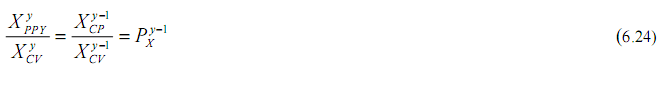 X^y_{PPY} / X^y_{CV} = X^{y-1}_{CP} / X^{y-1}_{CV} = P^{y-1}_X (6.24)